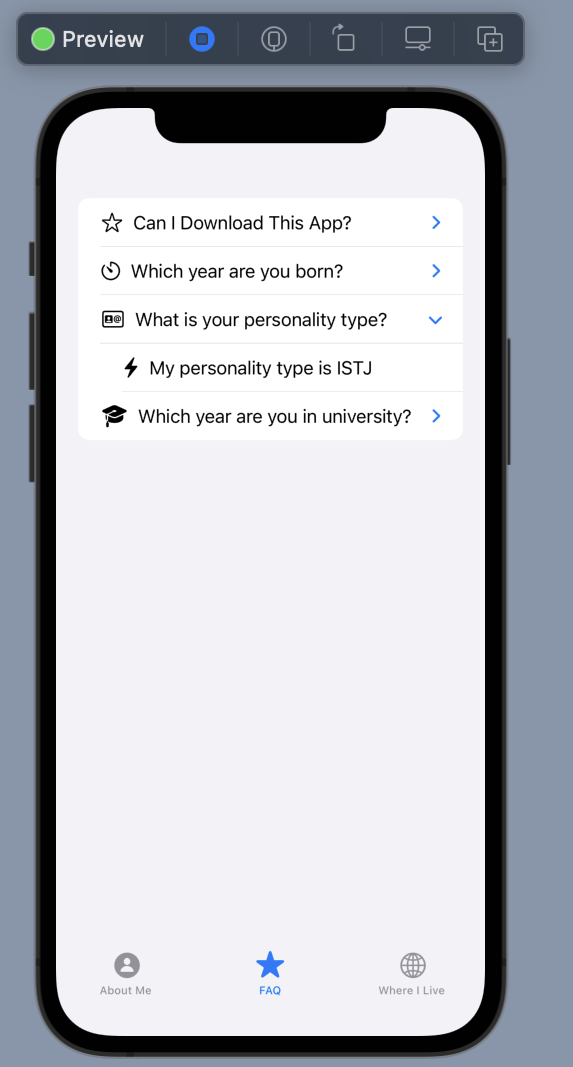 Preview
Can I Download This App?
Which year are you born?
What is your personality type?
My personality type is ISTJ
Which year are you in university?
About Me
FAQ
Where I Live